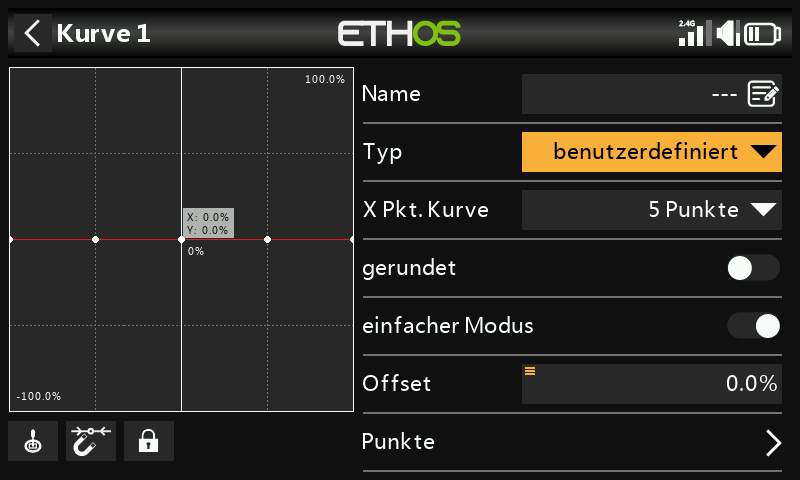 Kurve 1
ETHOS
2.4G
100.0%
X: 0.0%
Y: 0.0%
0%
-100.0%
Name
---
Typ
benutzerdefiniert
X Pkt. Kurve
5 Punkte
gerundet
einfacher Modus
Offset
0.0%
Punkte